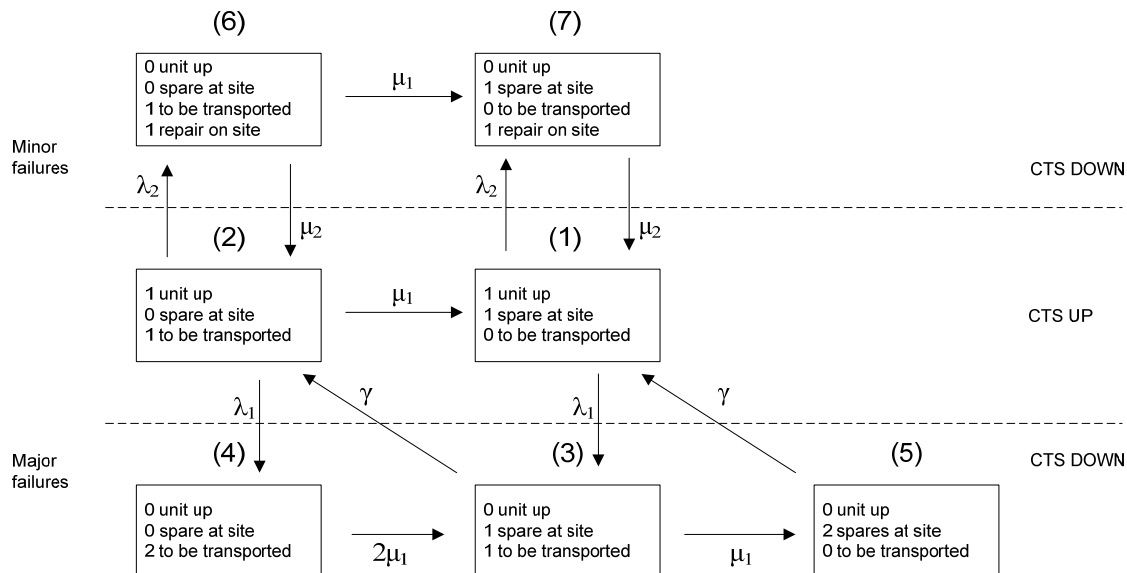 (6)
(7)
0 unit up
0 spare at site
1 to be transported
1 repair on site
μ1
0 unit up
1 spare at site
0 to be transported
1 repair on site
Minor
failures
CTS DOWN
λ2
μ2
λ2
μ2
(2)
(1)
1 unit up
0 spare at site
1 to be transported
μ1
1 unit up
1 spare at site
0 to be transported
CTS UP
λ1
γ
λ1
γ
Major
failures
CTS DOWN
(4)
(3)
(5)
0 unit up
0 spare at site
2 to be transported
2μ1
0 unit up
1 spare at site
1 to be transported
μ1
0 unit up
2 spares at site
0 to be transported